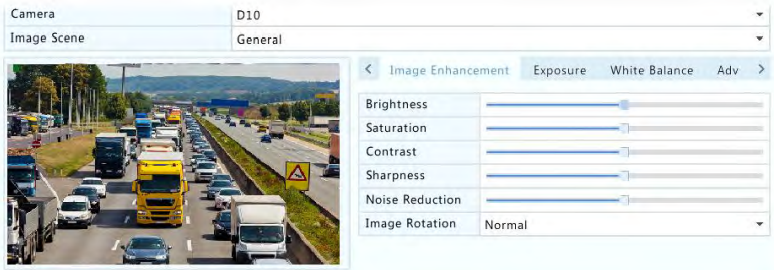 Camera D10
Image Scene General
< Image Enhancement Exposure White Balance Adv >
Brightness
Saturation
Contrast
Sharpness
Noise Reduction
Image Rotation Normal